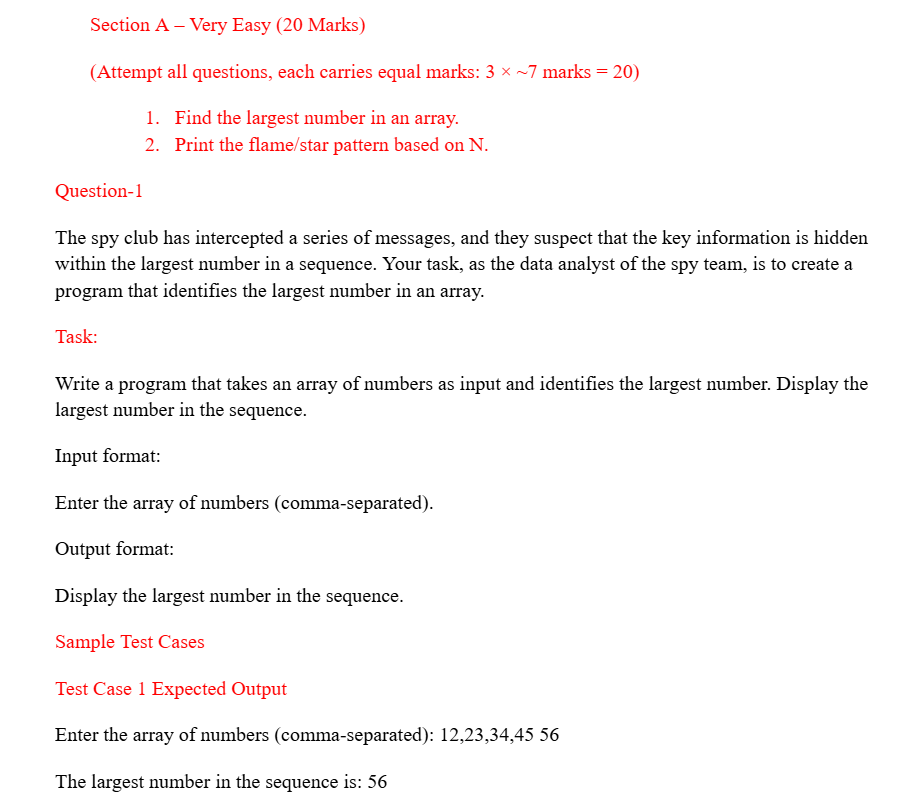 Section A – Very Easy (20 Marks)
(Attempt all questions, each carries equal marks: 3 × ~7 marks = 20)
1. Find the largest number in an array.
2. Print the flame/star pattern based on N.
Question-1
The spy club has intercepted a series of messages, and they suspect that the key information is hidden
within the largest number in a sequence. Your task, as the data analyst of the spy team, is to create a
program that identifies the largest number in an array.
Task:
Write a program that takes an array of numbers as input and identifies the largest number. Display the
largest number in the sequence.
Input format:
Enter the array of numbers (comma-separated).
Output format:
Display the largest number in the sequence.
Sample Test Cases
Test Case 1 Expected Output
Enter the array of numbers (comma-separated): 12,23,34,45 56
The largest number in the sequence is: 56